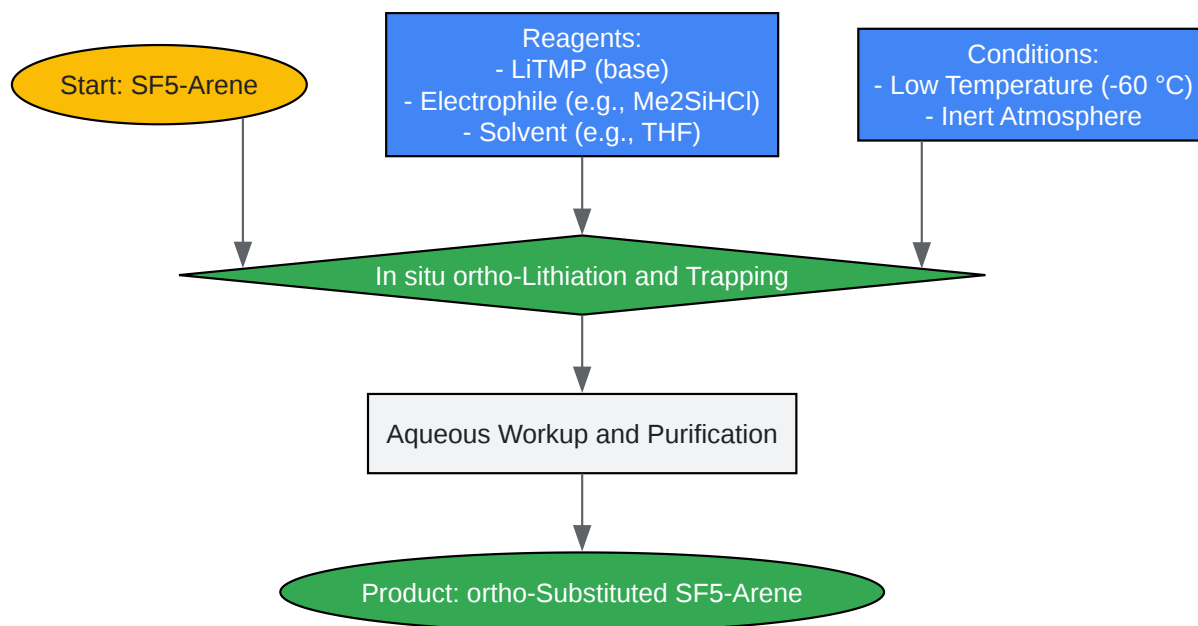 Start: SF5-Arene
Reagents:
- LiTMP (base)
- Electrophile (e.g., Me2SiHCl)
- Solvent (e.g., THF)
Conditions:
- Low Temperature (-60 °C)
- Inert Atmosphere
In situ ortho-Lithiation and Trapping
Aqueous Workup and Purification
Product: ortho-Substituted SF5-Arene